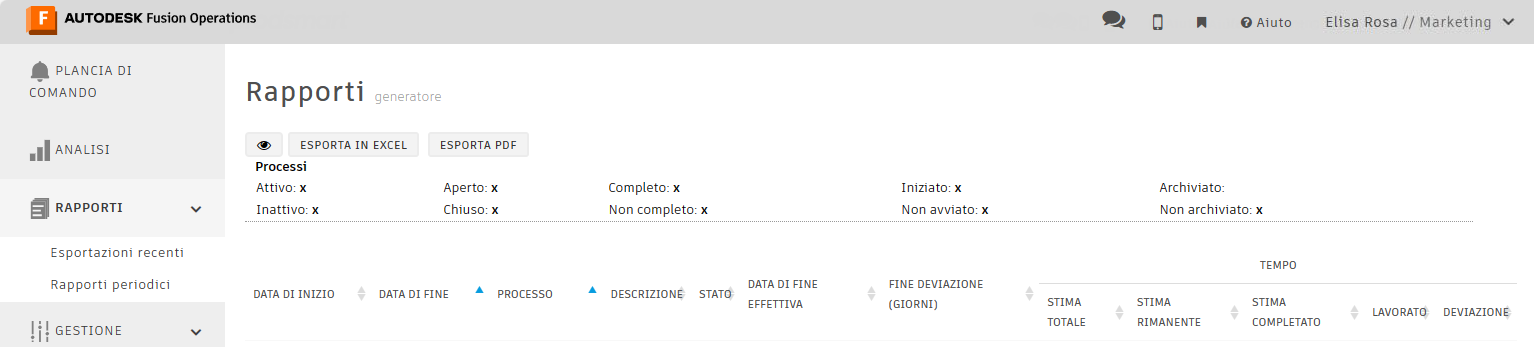 F AUTODESK Fusion Operations
Aiuto
Elisa Rosa // Marketing
PLANCIA DI
COMANDO
ANALISI
RAPPORTI
Esportazioni recenti
Rapporti periodici
GESTIONE
Rapporti generatore
ESPORTA IN EXCEL ESPORTA PDF
Processi
Attivo: x Aperto: x Completo: x Iniziato: x Archiviato:
Inattivo: x Chiuso: x Non completo: x Non avviato: x Non archiviato: x
TEMPO
DATA DI INIZIO
DATA DI FINE
PROCESSO
DESCRIZIONE
STATO
DATA DI FINE
EFFETTIVA
FINE DEVIAZIONE
(GIORNI)
STIMA
TOTALE
STIMA
RIMANENTE
STIMA
COMPLETATO
LAVORATO
DEVIAZIONE